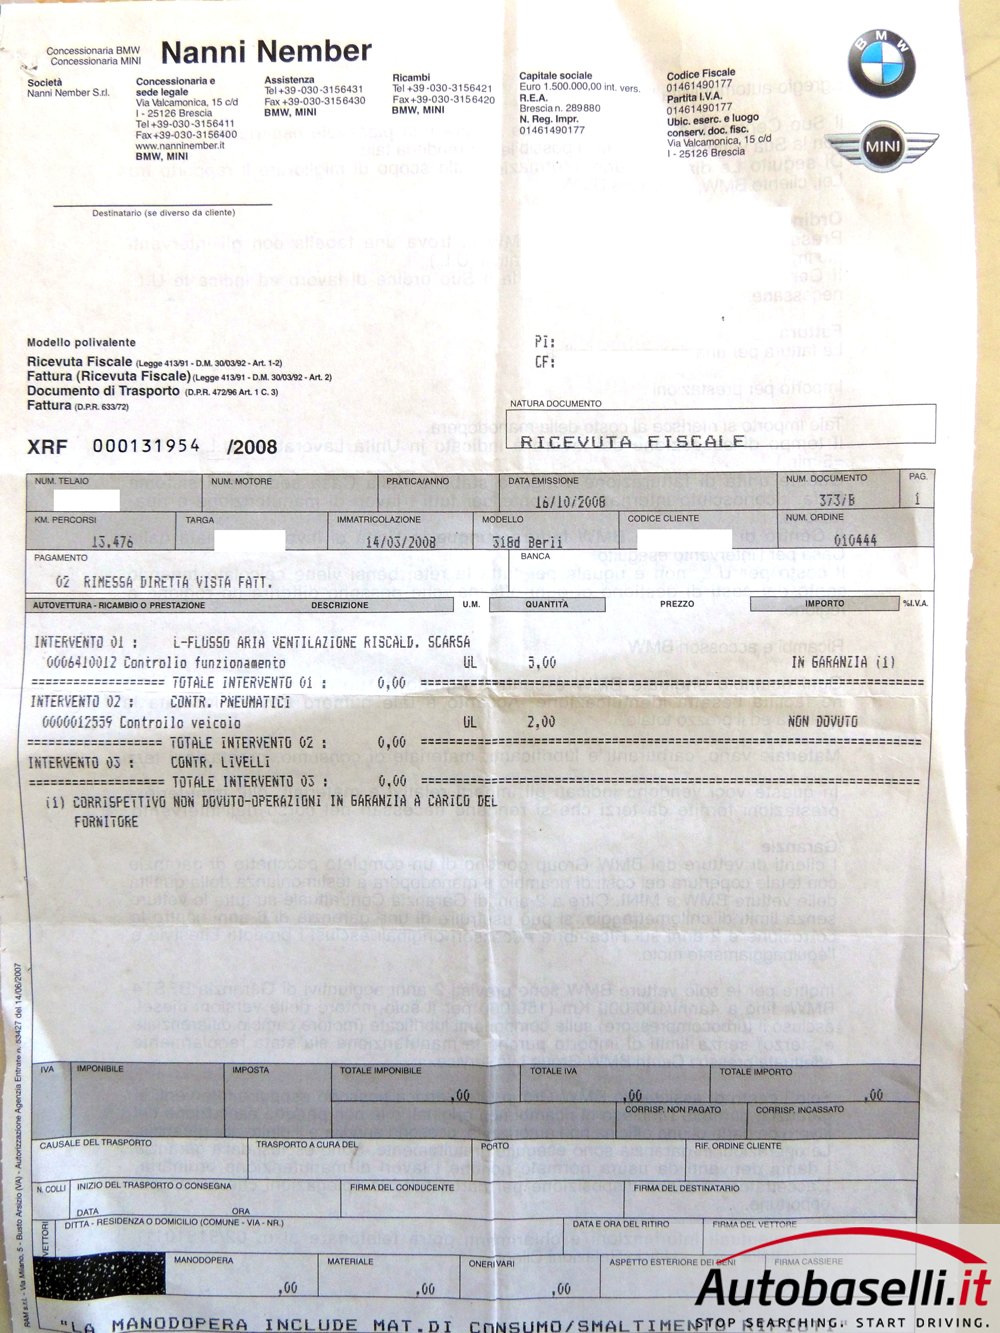 Concessionaria BMW
Concessionaria MINI
Nanni Nember
Società
Nanni Nember S.r.l.
Concessionaria e
sede legale
Via Valcamonica, 15 c/d
I - 25126 Brescia
Tel +39-030-3156411
Fax +39-030-3156400
www.nanninember.it
BMW, MINI
Assistenza
Tel +39 -030-3156431
Fax +39-030-3156430
BMW, MINI
Ricambi
Tel +39 -030-3156421
Fax +39-030-3156420
BMW, MINI
Capitale sociale
Euro 1.500.000,00 int. vers.
R.E.A.
Brescia n. 289880
N. Reg. Impr.
01461490177
Codice Fiscale
01461490177
Partita I.V.A.
01461490177
Ubic. eserc. e luogo
conserv. doc. fisc.
Via Valcamonica, 15 c/d
I - 25126 Brescia
BMW
MINI
Destinatario (se diverso da cliente)
PI:
CF:
Modello polivalente
Ricevuta Fiscale (Legge 413/91 - D.M. 30/03/92 - Art. 1-2)
Fattura (Ricevuta Fiscale) (Legge 413/91 - D.M. 30/03/92 - Art. 2)
Documento di Trasporto (D.P.R. 472/96 Art. 1 C. 3)
Fattura (D.P.R. 633/72)
NATURA DOCUMENTO
RICEVUTA FISCALE
XRF 000131954 /2008
NUM. TELAIO NUM. MOTORE PRATICA/ANNO DATA EMISSIONE NUM. DOCUMENTO PAG.
16/10/2008 373/B 1
KM. PERCORSI TARGA IMMATRICOLAZIONE MODELLO CODICE CLIENTE NUM. ORDINE
13.476 14/03/2008 318d Berli 010444
PAGAMENTO BANCA
02 RIMESSA DIRETTA VISTA FATT.
AUTOVETTURA - RICAMBIO O PRESTAZIONE DESCRIZIONE U.M. QUANTITA PREZZO IMPORTO %I.V.A.
INTERVENTO 01 : L-FLUSSO ARIA VENTILAZIONE RISCALD. SCARSA
0006410012 Controllo funzionamento UL 3,00 IN GARANZIA (1)
=================== TOTALE INTERVENTO 01 : 0,00 ===================
INTERVENTO 02 : CONTR. PNEUMATICI
0000012559 Controllo veicolo UL 2,00 NON DOVUTO
=================== TOTALE INTERVENTO 02 : 0,00 ===================
INTERVENTO 03 : CONTR. LIVELLI
=================== TOTALE INTERVENTO 03 : 0,00 ===================
(1) CORRISPETTIVO NON DOVUTO-OPERAZIONI IN GARANZIA A CARICO DEL
FORNITORE
IVA IMPONIBILE IMPOSTA TOTALE IMPONIBILE TOTALE IVA TOTALE IMPORTO
,00 ,00 ,00
CORRISP. NON PAGATO CORRISP. INCASSATO
CAUSALE DEL TRASPORTO TRASPORTO A CURA DEL PORTO RIF. ORDINE CLIENTE
N. COLLI INIZIO DEL TRASPORTO O CONSEGNA FIRMA DEL CONDUCENTE FIRMA DEL DESTINATARIO
DATA ORA
VETTORI DITTA - RESIDENZA O DOMICILIO (COMUNE - VIA - NR.) DATA E ORA DEL RITIRO FIRMA DEL VETTORE
MANODOPERA MATERIALE ONERI VARI ASPETTO ESTERIORE DEI BENI FIRMA CASSIERE
,00 ,00 ,00
"LA MANODOPERA INCLUDE MAT.DI CONSUMO/SMALTIMENTO
RAM s.r.l. - Via Milano, 5 - Busto Arsizio (VA) - Autorizzazione Agenzia Entrate n. 53427 del 14/06/2007
Autobaselli.it
STOP SEARCHING. START DRIVING.